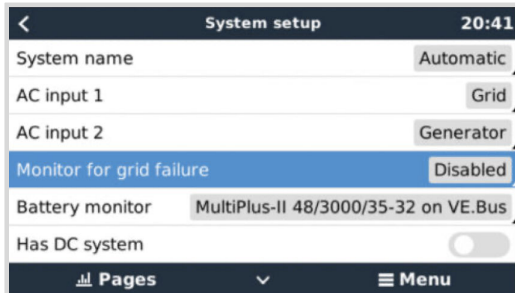 System setup 20:41
System name Automatic
AC input 1 Grid
AC input 2 Generator
Monitor for grid failure Disabled
Battery monitor MultiPlus-II 48/3000/35-32 on VE.Bus
Has DC system
Pages Menu